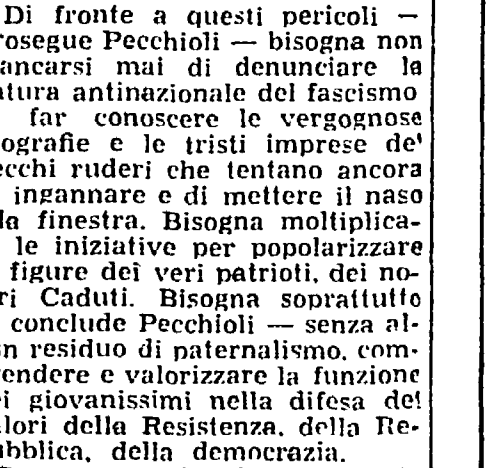 Di fronte a questi pericoli —
rosegue Pecchioli — bisogna non
ancarsi mai di denunciare la
atura antinazionale del fascismo
far conoscere le vergognose
ografie e le tristi imprese de'
ecchi ruderi che tentano ancora
ingannare e di mettere il naso
la finestra. Bisogna moltiplica-
le iniziative per popolarizzare
figure dei veri patrioti, dei no-
ri Caduti. Bisogna soprattutto
conclude Pecchioli — senza al-
n residuo di paternalismo, com-
endere e valorizzare la funzione
i giovanissimi nella difesa dei
lori della Resistenza, della Re-
ubblica, della democrazia.